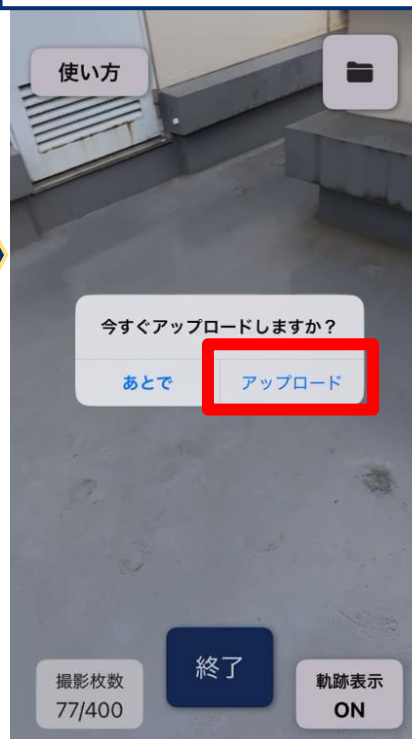 使い方
今すぐアップロードしますか？
あとで アップロード
終了
撮影枚数
77/400
軌跡表示
ON